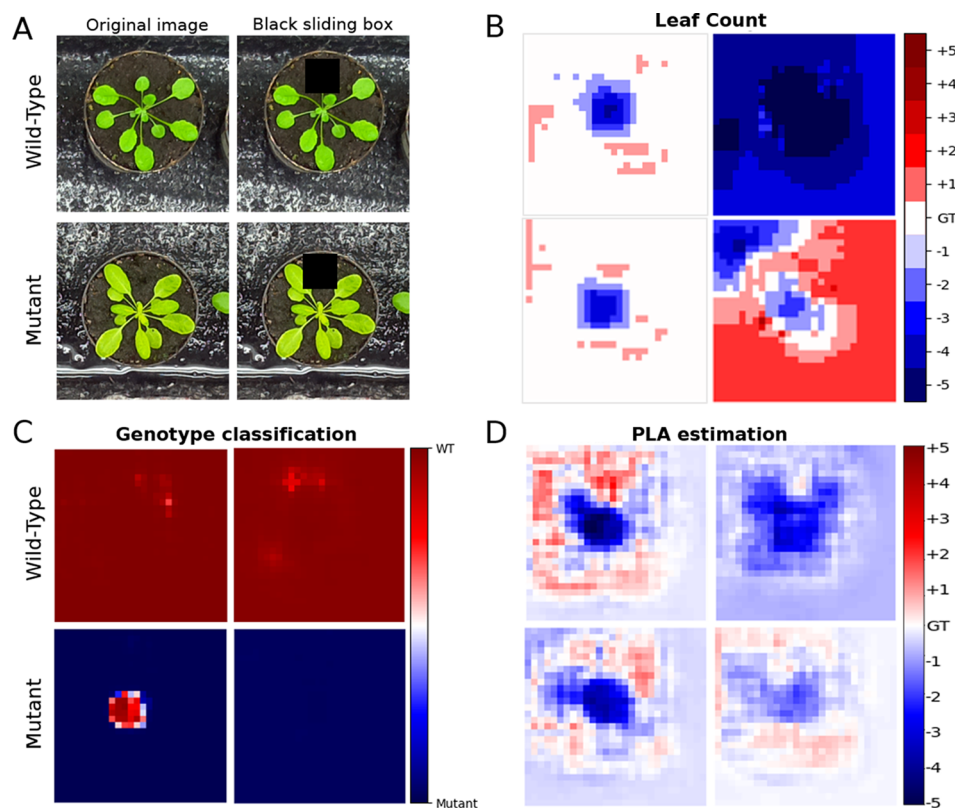 A
Original image
Black sliding box
Wild-Type
Mutant
B
Leaf Count
+5
+4
+3
+2
+1
GT
-1
-2
-3
-4
-5
C
Genotype classification
Wild-Type
Mutant
WT
Mutant
D
PLA estimation
+5
+4
+3
+2
+1
GT
-1
-2
-3
-4
-5